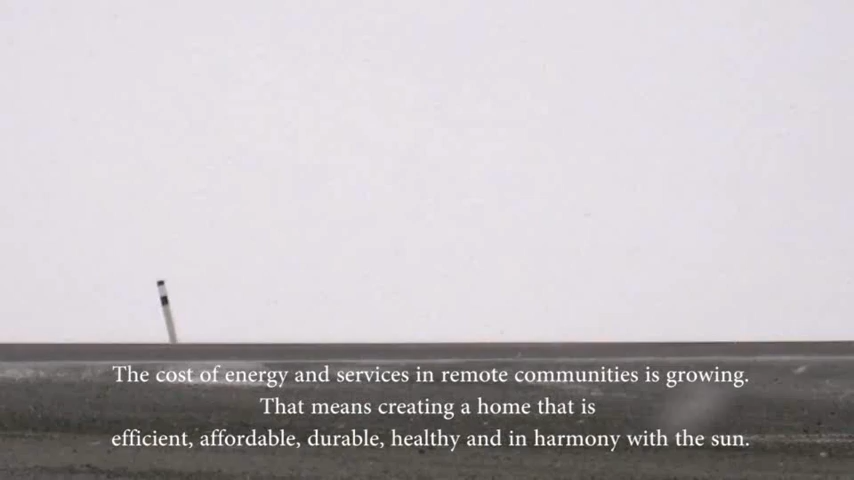 The cost of energy and services in remote communities is growing.
That means creating a home that is
efficient, affordable, durable, healthy and in harmony with the sun.